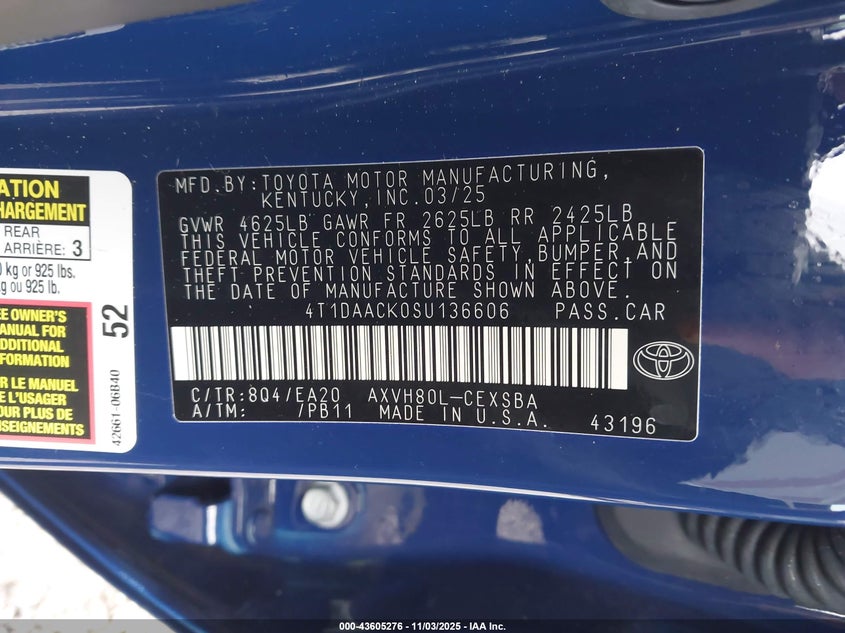 ATION
HARGEMENT
REAR
ARRIÈRE: 3
kg or 925 lbs.
kg ou 925 lb.
EE OWNER'S
MANUAL FOR
ADDITIONAL
INFORMATION
R LE MANUEL
E L'USAGER
OUR PLUS DE
NSEIGNEMENTS
52
42661-06B40
MFD. BY: TOYOTA MOTOR MANUFACTURING,
KENTUCKY, INC. 03/25
GVWR 4625LB GAWR FR 2625LB RR 2425LB
THIS VEHICLE CONFORMS TO ALL APPLICABLE
FEDERAL MOTOR VEHICLE SAFETY, BUMPER, AND
THEFT PREVENTION STANDARDS IN EFFECT ON
THE DATE OF MANUFACTURE SHOWN ABOVE.
4T1DAACK0SU136606 PASS. CAR
C/TR: 8Q4/EA20 AXVH80L-CEXSBA
A/TM: /PB11 MADE IN U.S.A. 43196
000-43605276 - 11/03/2025 - IAA Inc.